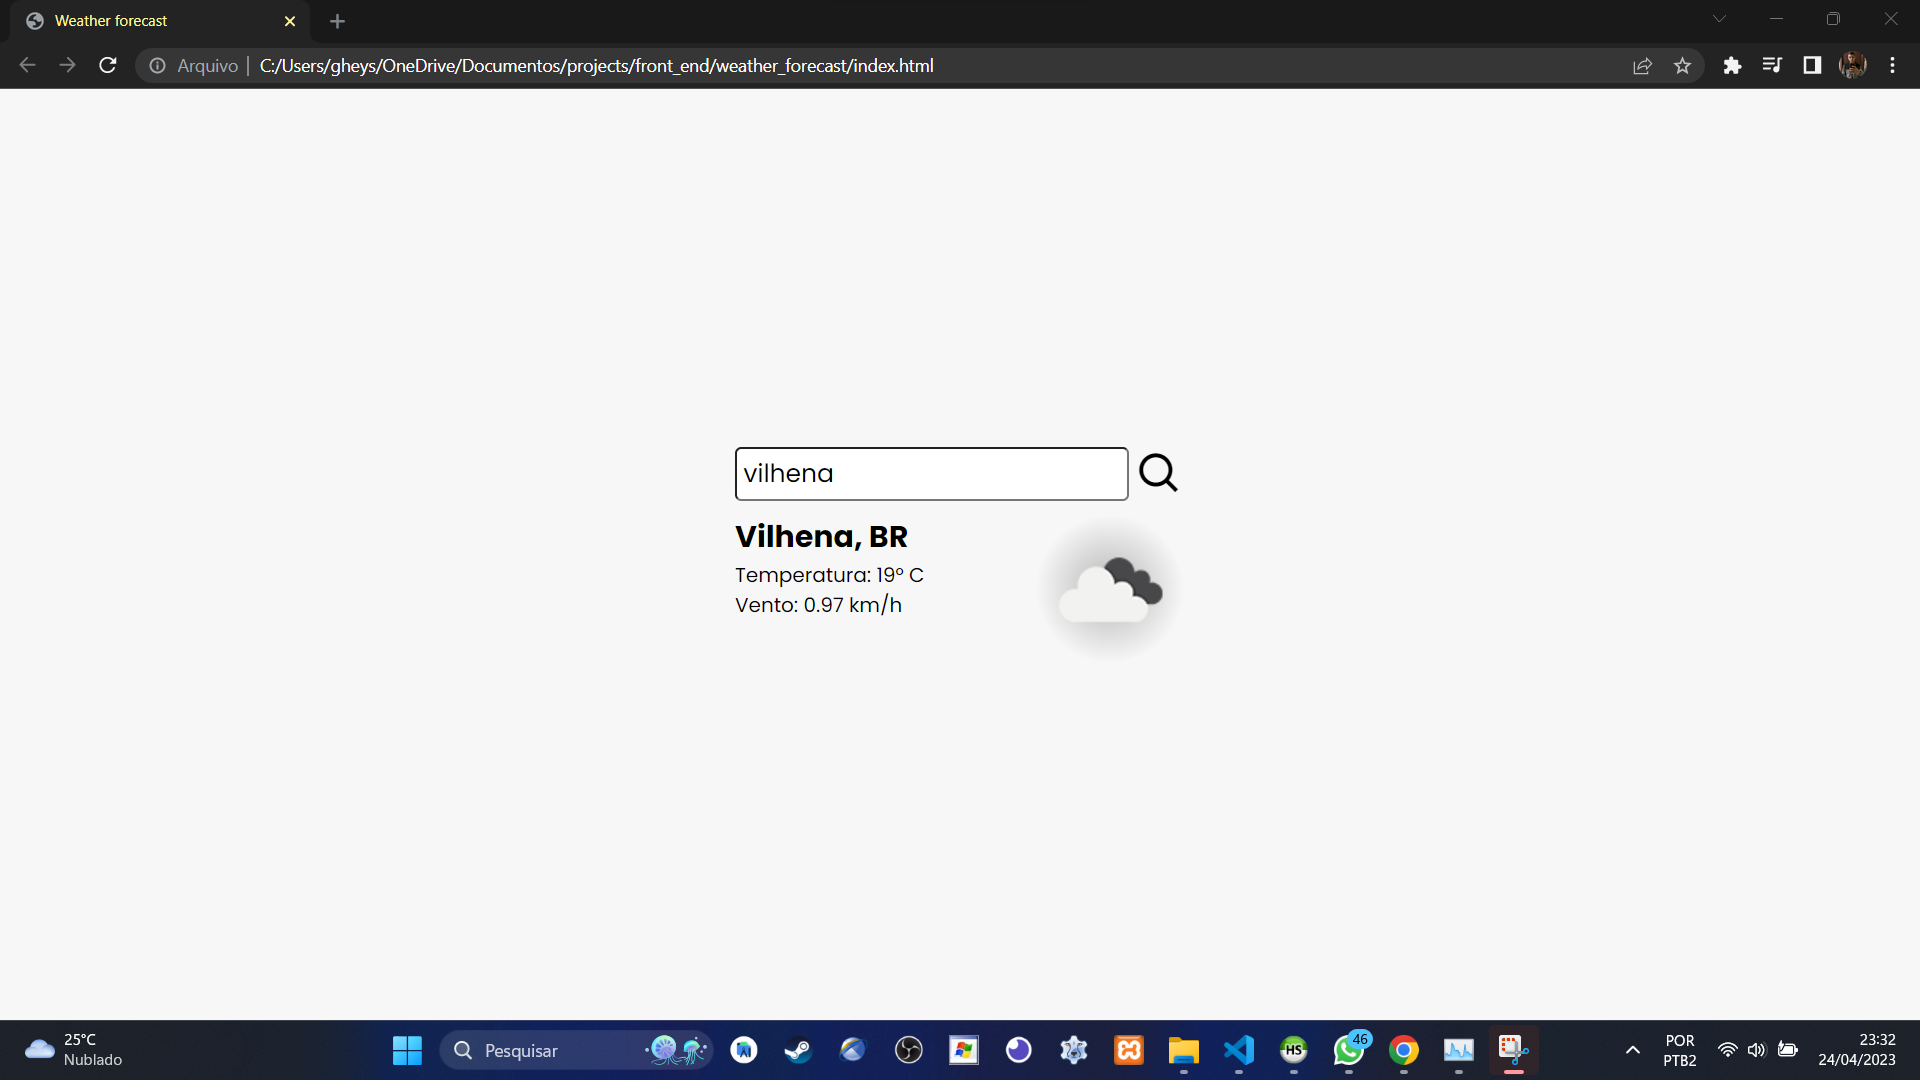 Weather forecast
Arquivo
C:/Users/gheys/OneDrive/Documentos/projects/front_end/weather_forecast/index.html
vilhena
Vilhena, BR
Temperatura: 19° C
Vento: 0.97 km/h
25°C
Nublado
Pesquisar
HS
46
POR
PTB2
23:32
24/04/2023